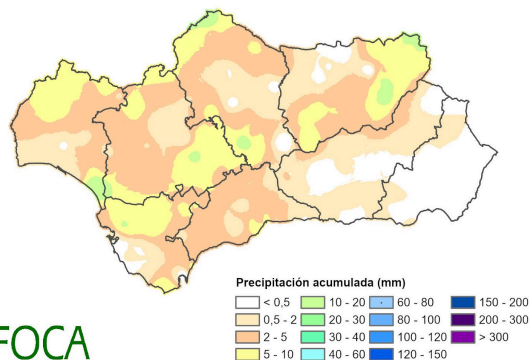 Precipitación acumulada (mm)
< 0,5 10 - 20 60 - 80 150 - 200
0,5 - 2 20 - 30 80 - 100 200 - 300
2 - 5 30 - 40 100 - 120 > 300
5 - 10 40 - 60 120 - 150
FOCA